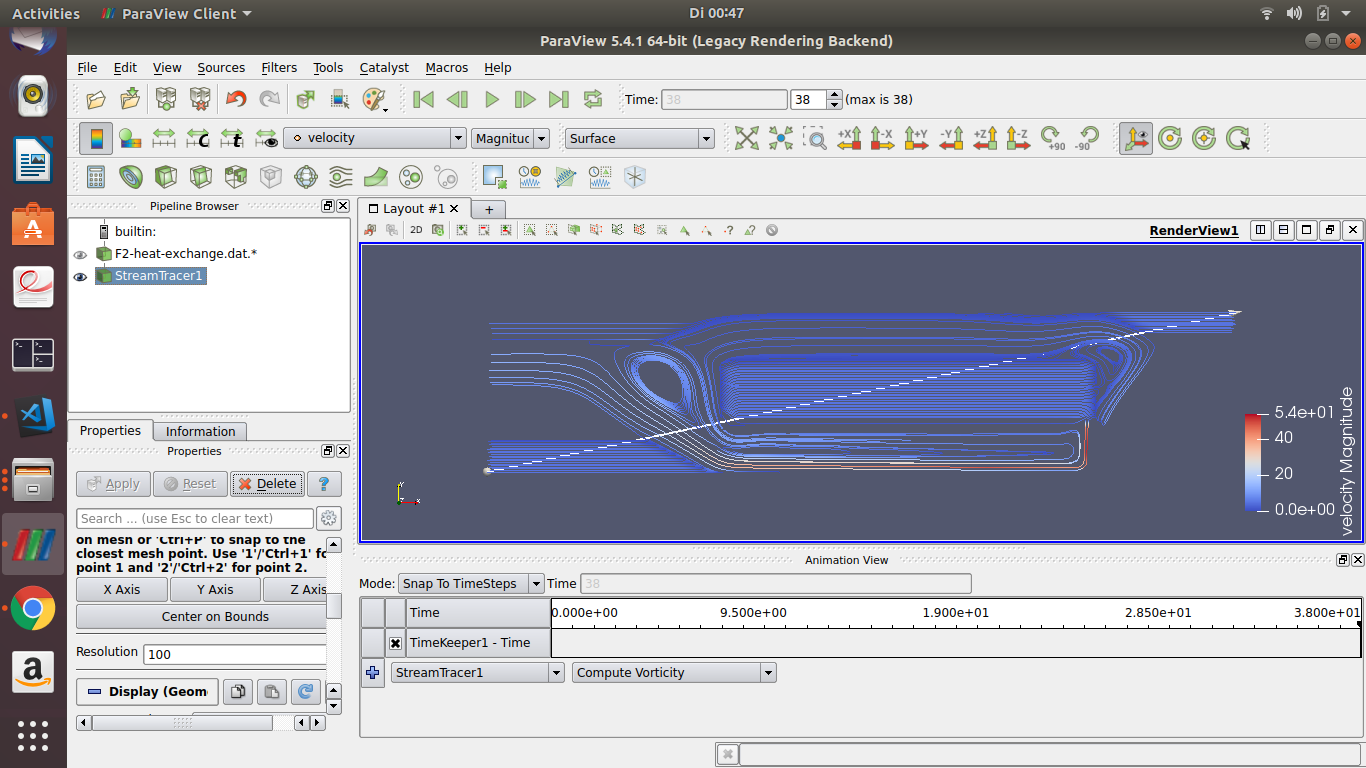 Activities ParaView Client Di 00:47
ParaView 5.4.1 64-bit (Legacy Rendering Backend)
File Edit View Sources Filters Tools Catalyst Macros Help
Time: 38 38 (max is 38)
velocity Magnituc Surface +X -X +Y -Y +Z -Z +90 -90
Pipeline Browser
builtin:
F2-heat-exchange.dat.*
StreamTracer1
Properties Information
Properties
Apply Reset Delete ?
Search ... (use Esc to clear text)
on mesh or 'Ctrl+P' to snap to the
closest mesh point. Use '1'/'Ctrl+1' fo
point 1 and '2'/'Ctrl+2' for point 2.
X Axis Y Axis Z Axis
Center on Bounds
Resolution 100
Display (Geom
Layout #1 +
2D RenderView1
5.4e+01
40
20
0.0e+00
velocity Magnitude
Y
X
Animation View
Mode: Snap To TimeSteps Time 38
Time 0.000e+00 9.500e+00 1.900e+01 2.850e+01 3.800e+01
TimeKeeper1 - Time
StreamTracer1 Compute Vorticity